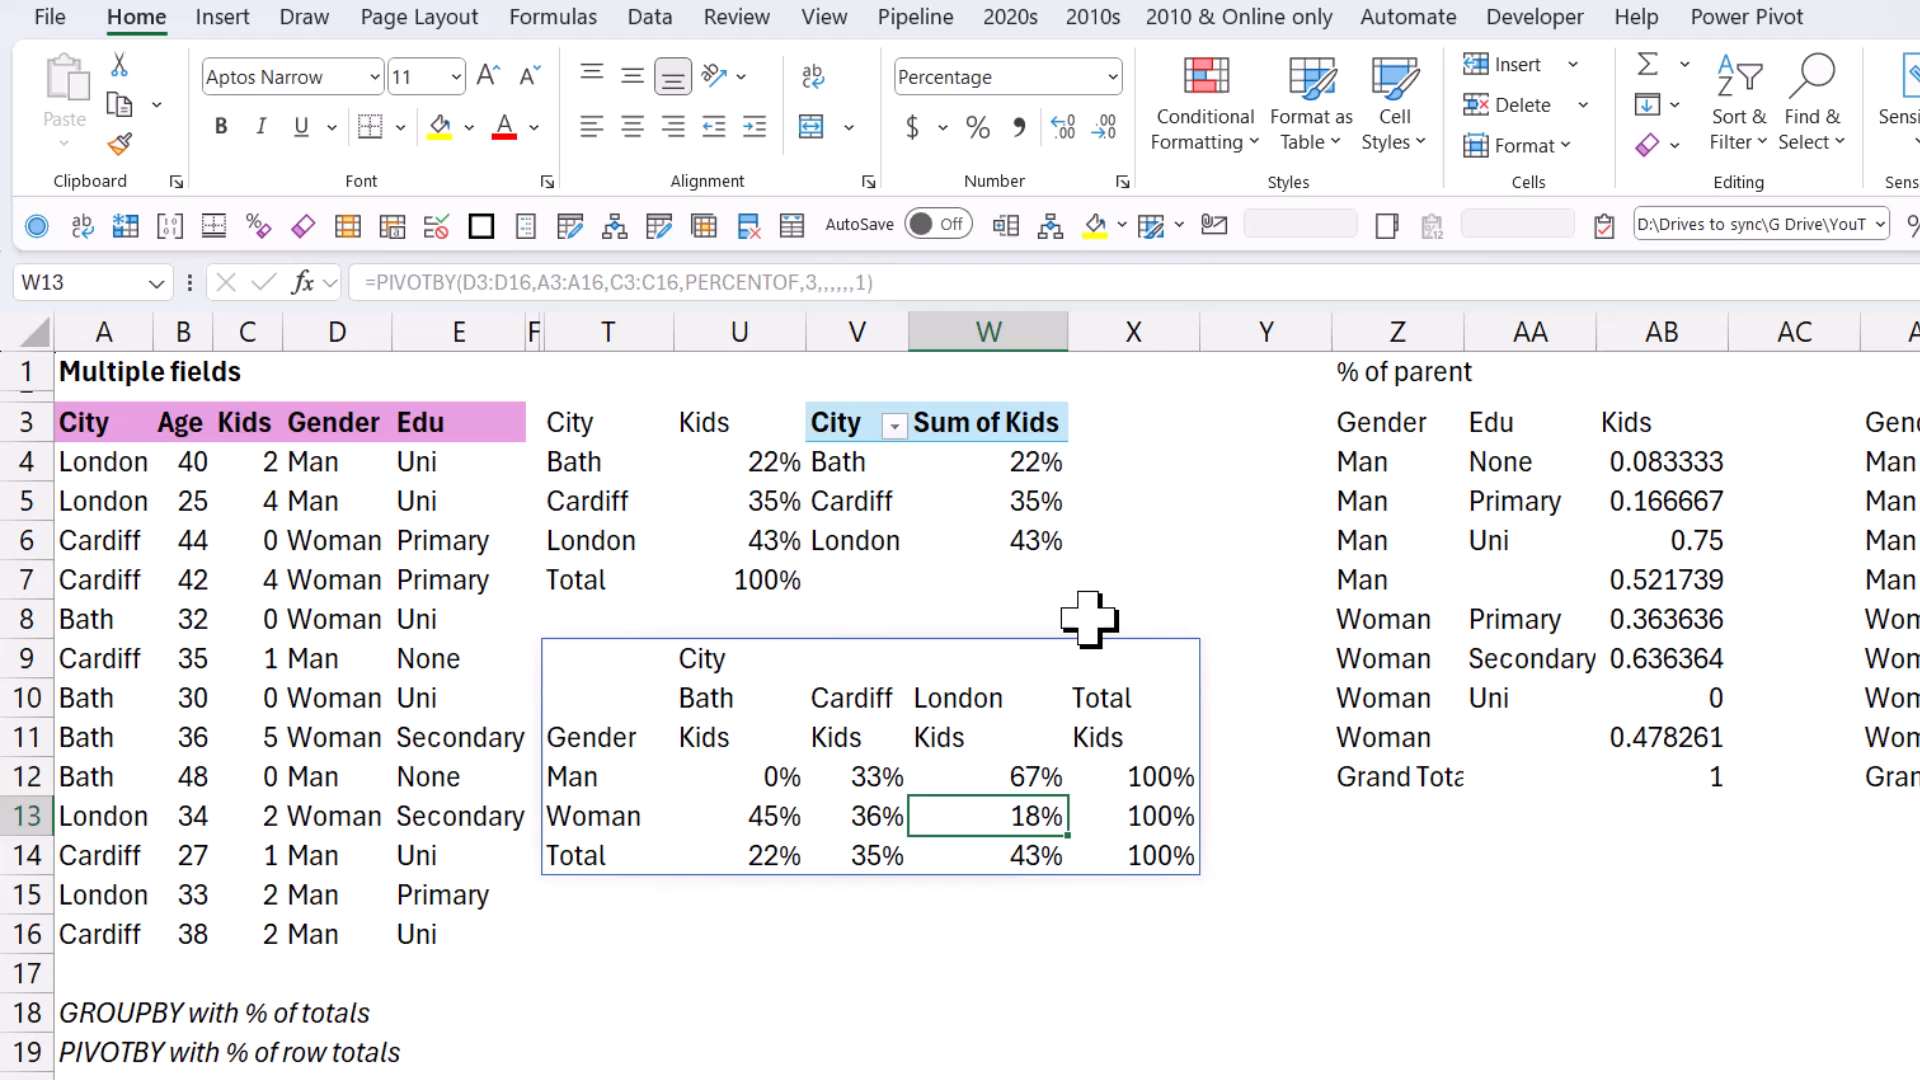 File Home Insert Draw Page Layout Formulas Data Review View Pipeline 2020s 2010s 2010 & Online only Automate Developer Help Power Pivot
Paste Aptos Narrow 11 Percentage Conditional Formatting Format as Table Cell Styles Insert Delete Format Sort & Filter Find & Select
B I U $ %
Clipboard Font Alignment Number Styles Cells Editing
AutoSave Off D:\Drives to sync\G Drive\YouT
W13 fx =PIVOTBY(D3:D16,A3:A16,C3:C16,PERCENTOF,3,,,,,,1)
A B C D E F T U V W X Y Z AA AB AC
1 Multiple fields % of parent
3 City Age Kids Gender Edu City Kids City Sum of Kids Gender Edu Kids
4 London 40 2 Man Uni Bath 22% Bath 22% Man None 0.083333 Man
5 London 25 4 Man Uni Cardiff 35% Cardiff 35% Man Primary 0.166667 Man
6 Cardiff 44 0 Woman Primary London 43% London 43% Man Uni 0.75 Man
7 Cardiff 42 4 Woman Primary Total 100% Man 0.521739 Man
8 Bath 32 0 Woman Uni Woman Primary 0.363636
9 Cardiff 35 1 Man None City Woman Secondary 0.636364
10 Bath 30 0 Woman Uni Bath Cardiff London Total Woman Uni 0
11 Bath 36 5 Woman Secondary Gender Kids Kids Kids Kids Woman 0.478261
12 Bath 48 0 Man None Man 0% 33% 67% 100% Grand Tota 1
13 London 34 2 Woman Secondary Woman 45% 36% 18% 100%
14 Cardiff 27 1 Man Uni Total 22% 35% 43% 100%
15 London 33 2 Man Primary
16 Cardiff 38 2 Man Uni
17
18 GROUPBY with % of totals
19 PIVOTBY with % of row totals